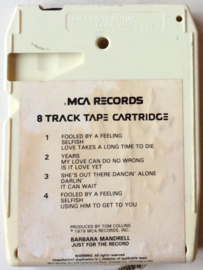 MCA RECORDS
8 TRACK TAPE CARTRIDGE
1 FOOLED BY A FEELING
SELFISH
LOVE TAKES A LONG TIME TO DIE
2 YEARS
MY LOVE CAN DO NO WRONG
IS IT LOVE YET
3 SHE'S OUT THERE DANCIN' ALONE
DARLIN'
IT CAN WAIT
4 FOOLED BY A FEELING
SELFISH
USING HIM TO GET TO YOU
PRODUCED BY TOM COLLINS
© 1979 MCA RECORDS, INC.
BARBARA MANDRELL
JUST FOR THE RECORD